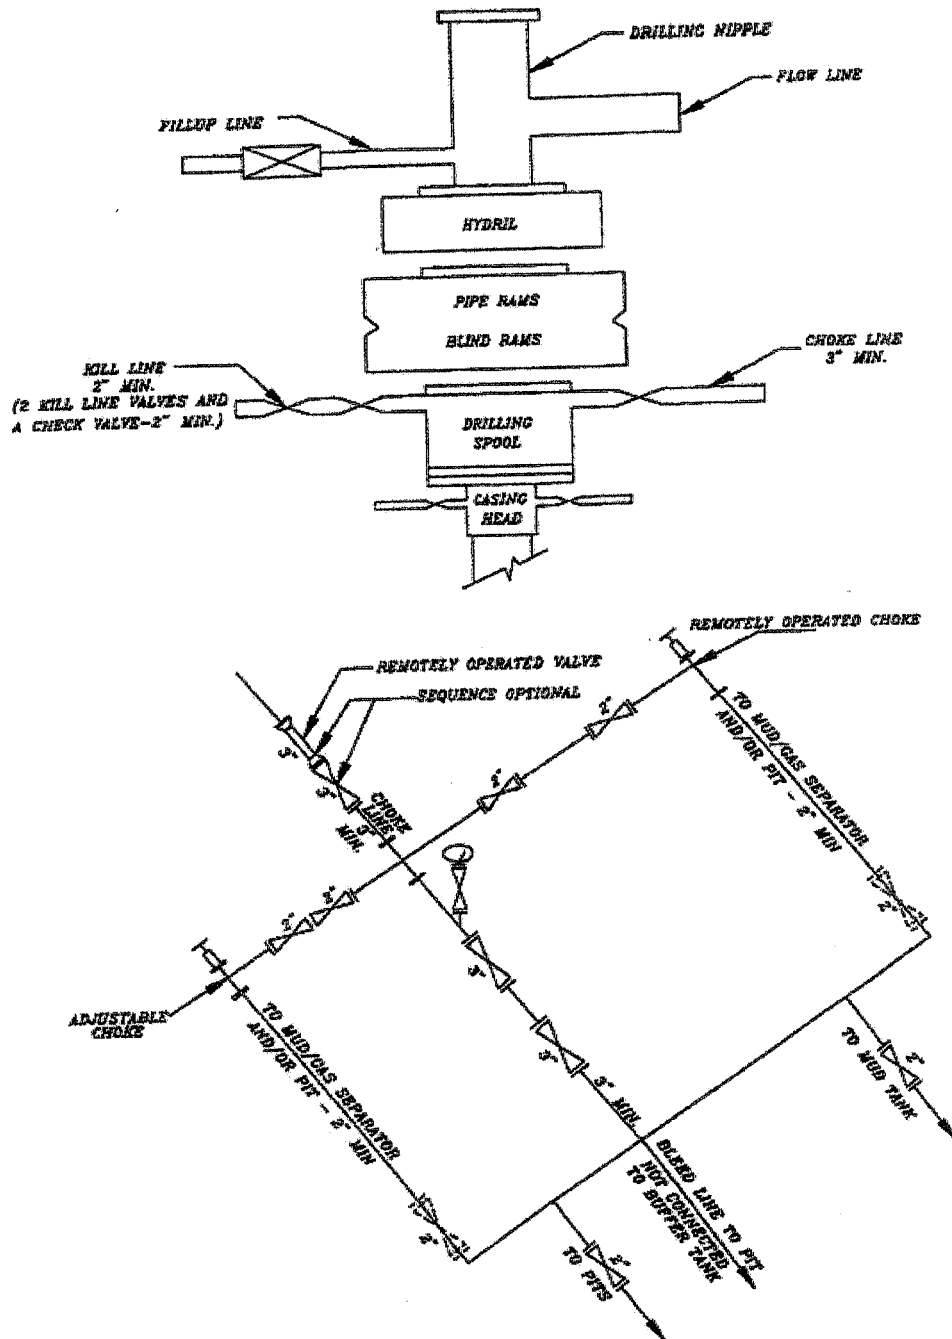 DRILLING NIPPLE
FLOW LINE
FILLUP LINE
HYDRIL
PIPE RAMS
BLIND RAMS
CHOKE LINE
3" MIN.
KILL LINE
2" MIN.
(2 KILL LINE VALVES AND
A CHECK VALVE-2" MIN.)
DRILLING
SPOOL
CASING
HEAD
REMOTELY OPERATED CHOKE
REMOTELY OPERATED VALVE
SEQUENCE OPTIONAL
3"
3"
CHOKE
LINE
3"
MIN.
2"
2"
TO MUD/GAS SEPARATOR
AND/OR PIT - 2" MIN
2"
2"
2"
3"
3"
3" MIN.
ADJUSTABLE
CHOKE
TO MUD/GAS SEPARATOR
AND/OR PIT - 2" MIN
2"
2"
TO MUD TANK
BLEED LINE TO PIT
NOT CONNECTED
TO BUFFER TANK
2"
TO PITS